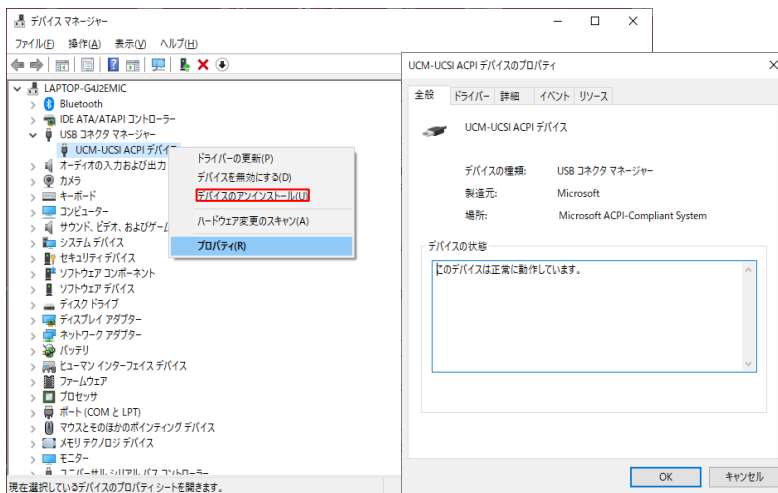 デバイス マネージャー
ファイル(F) 操作(A) 表示(V) ヘルプ(H)
LAPTOP-G4J2EMIC
Bluetooth
IDE ATA/ATAPI コントローラー
USB コネクタ マネージャー
UCM-UCSI ACPI デバイス
オーディオの入力および出力
カメラ
キーボード
コンピューター
サウンド、ビデオ、およびゲーム
システム デバイス
セキュリティ デバイス
ソフトウェア コンポーネント
ソフトウェア デバイス
ディスク ドライブ
ディスプレイ アダプター
ネットワーク アダプター
バッテリ
ヒューマン インターフェイス デバイス
ファームウェア
プロセッサ
ポート (COM と LPT)
マウスとそのほかのポインティング デバイス
メモリ テクノロジ デバイス
モニター
ユニバーサル シリアル バス コントローラー
現在選択しているデバイスのプロパティ シートを開きます。
ドライバーの更新(P)
デバイスを無効にする(D)
デバイスのアンインストール(U)
ハードウェア変更のスキャン(A)
プロパティ(R)
UCM-UCSI ACPI デバイスのプロパティ
全般 ドライバー 詳細 イベント リソース
UCM-UCSI ACPI デバイス
デバイスの種類: USB コネクタ マネージャー
製造元: Microsoft
場所: Microsoft ACPI-Compliant System
デバイスの状態
このデバイスは正常に動作しています。
OK キャンセル